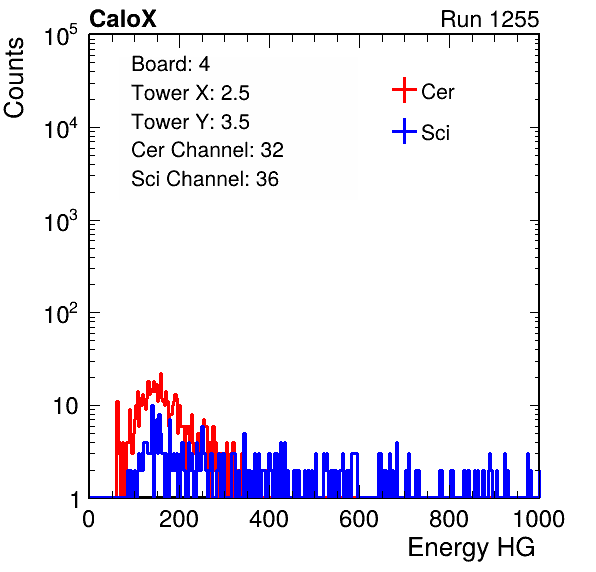 CaloX Run 1255
Counts
10^5
10^4
10^3
10^2
10
1
Board: 4
Tower X: 2.5
Tower Y: 3.5
Cer Channel: 32
Sci Channel: 36
Cer
Sci
0 200 400 600 800 1000
Energy HG